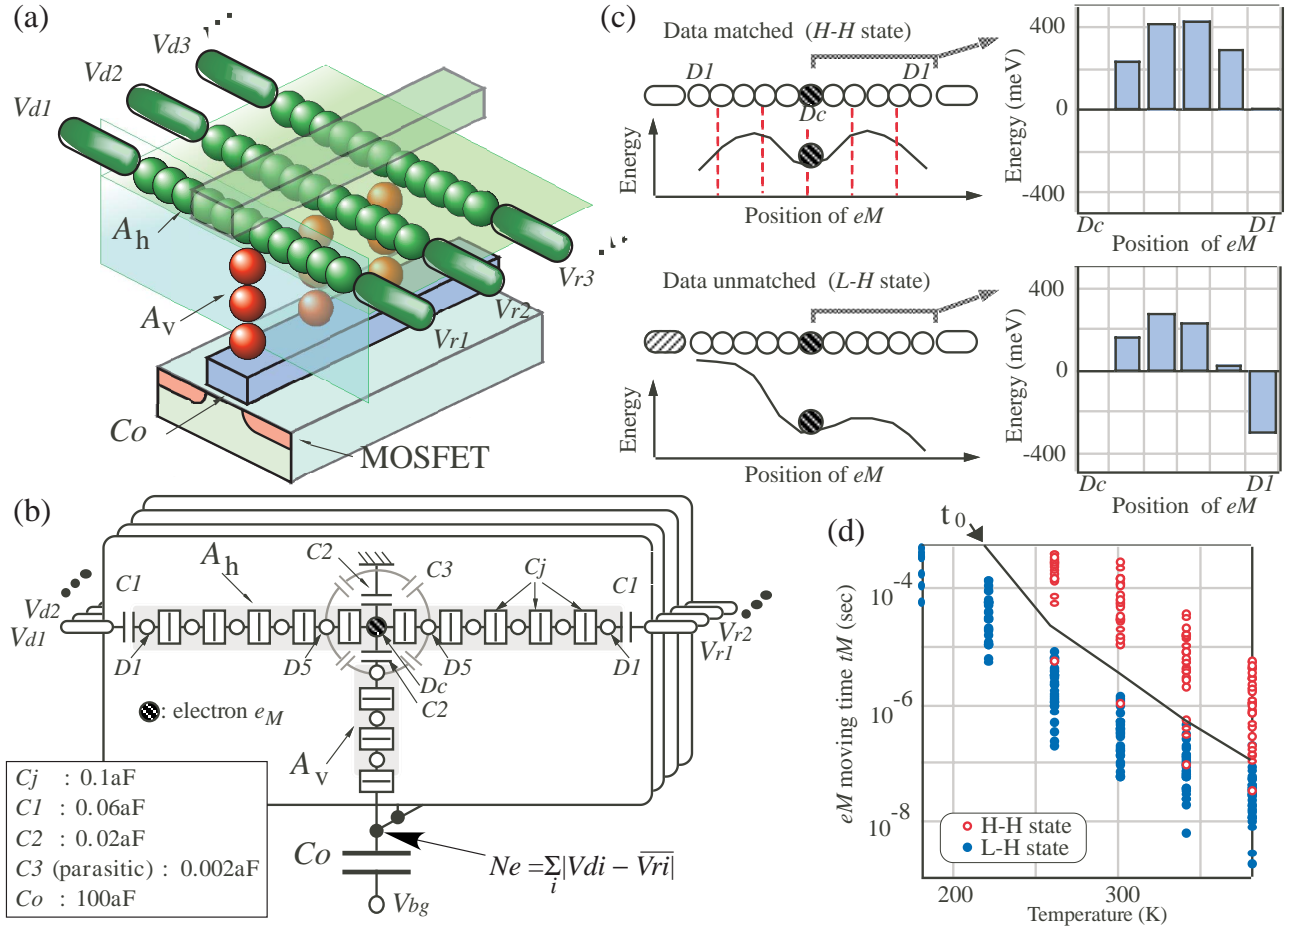 (a)
Vd3
Vd2
Vd1
Ah
Av
Vr3
Vr2
Vr1
Co
MOSFET
(b)
Ah
C2
C3
Cj
C1
C1
Vd2
Vd1
Vr2
Vr1
D1
D5
D5
D1
Dc
C2
: electron eM
Av
Cj : 0.1aF
C1 : 0.06aF
C2 : 0.02aF
C3 (parasitic) : 0.002aF
Co : 100aF
Co
Ne = Σi |Vdi − V̅r̅i̅|
Vbg
(c)
Data matched (H-H state)
D1
D1
Dc
Energy
Position of eM
400
0
-400
Energy (meV)
Dc
D1
Position of eM
Data unmatched (L-H state)
Energy
Position of eM
400
0
-400
Energy (meV)
Dc
D1
Position of eM
(d)
t0
10-4
10-6
10-8
eM moving time tM (sec)
H-H state
L-H state
200
300
Temperature (K)